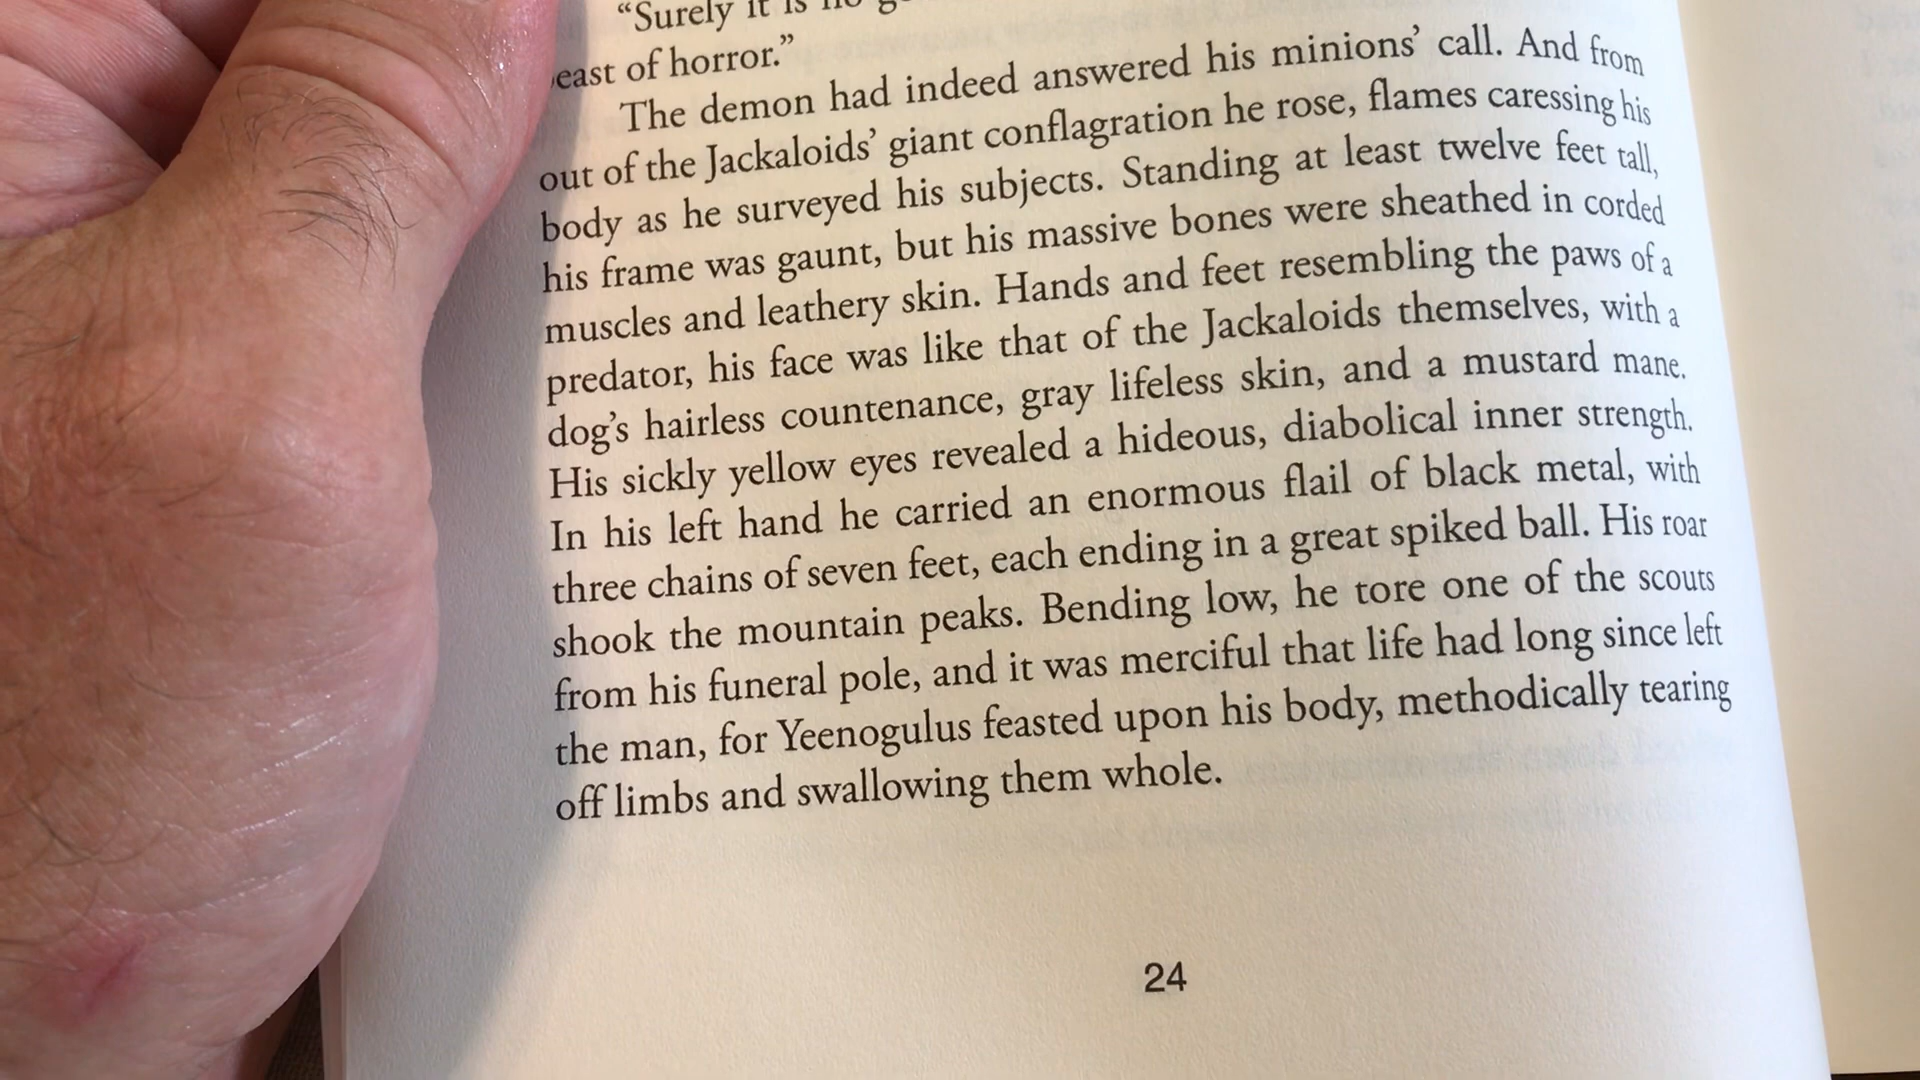 “Surely it is no
of horror.”
The demon had indeed answered his minions’ call. And from
out of the Jackaloids’ giant conflagration he rose, flames caressing his
body as he surveyed his subjects. Standing at least twelve feet tall,
his frame was gaunt, but his massive bones were sheathed in corded
muscles and leathery skin. Hands and feet resembling the paws of a
predator, his face was like that of the Jackaloids themselves, with a
dog’s hairless countenance, gray lifeless skin, and a mustard mane.
His sickly yellow eyes revealed a hideous, diabolical inner strength.
In his left hand he carried an enormous flail of black metal, with
three chains of seven feet, each ending in a great spiked ball. His roar
shook the mountain peaks. Bending low, he tore one of the scouts
from his funeral pole, and it was merciful that life had long since left
the man, for Yeenogulus feasted upon his body, methodically tearing
off limbs and swallowing them whole.
24